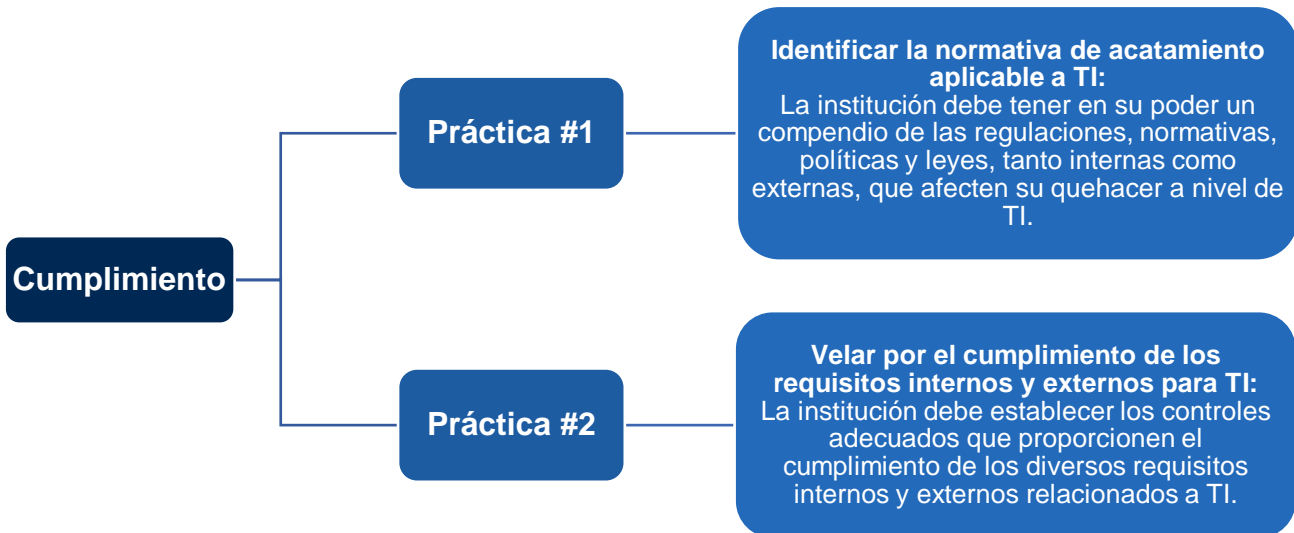 Cumplimiento
Práctica #1
Identificar la normativa de acatamiento
aplicable a TI:
La institución debe tener en su poder un
compendio de las regulaciones, normativas,
políticas y leyes, tanto internas como
externas, que afecten su quehacer a nivel de
TI.
Práctica #2
Velar por el cumplimiento de los
requisitos internos y externos para TI:
La institución debe establecer los controles
adecuados que proporcionen el
cumplimiento de los diversos requisitos
internos y externos relacionados a TI.